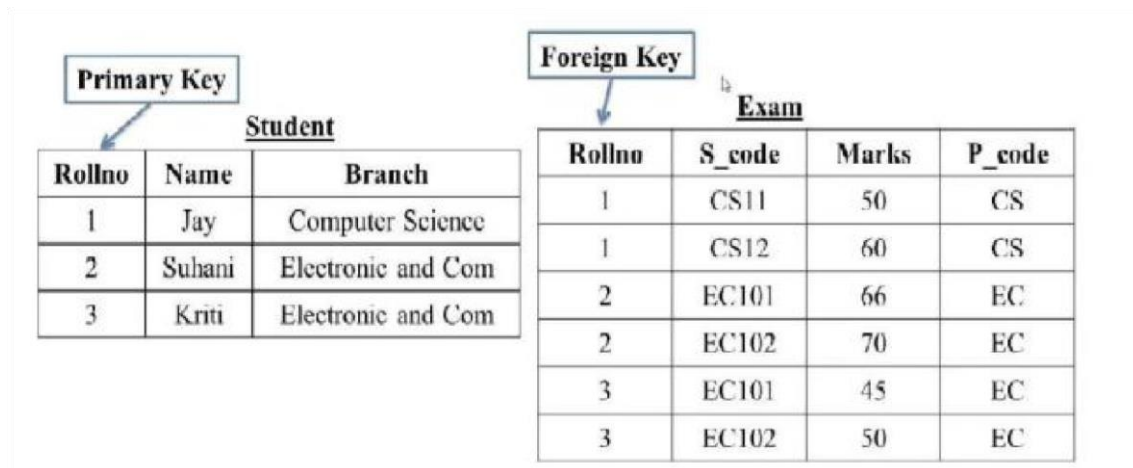 Primary Key
Student
Rollno Name Branch
1 Jay Computer Science
2 Suhani Electronic and Com
3 Kriti Electronic and Com
Foreign Key
Exam
Rollno S_code Marks P_code
1 CS11 50 CS
1 CS12 60 CS
2 EC101 66 EC
2 EC102 70 EC
3 EC101 45 EC
3 EC102 50 EC